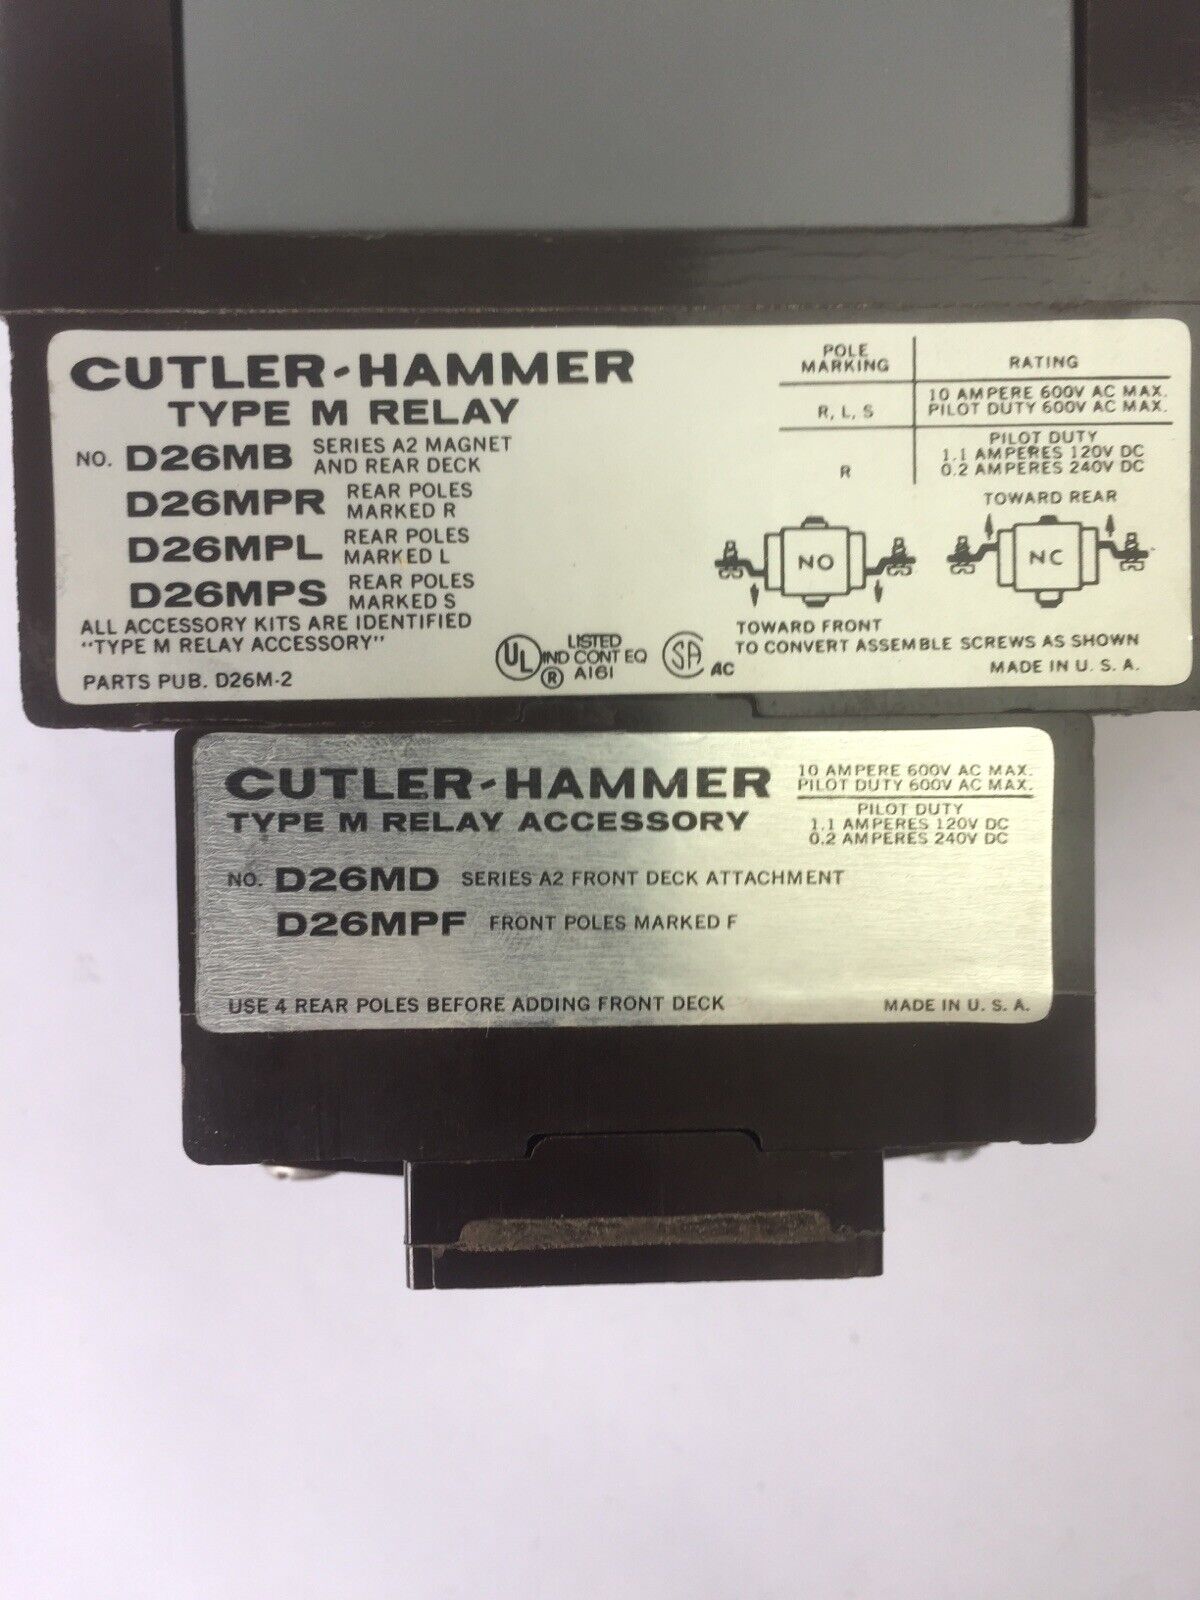 CUTLER-HAMMER
TYPE M RELAY
NO. D26MB SERIES A2 MAGNET AND REAR DECK
D26MPR REAR POLES MARKED R
D26MPL REAR POLES MARKED L
D26MPS REAR POLES MARKED S
ALL ACCESSORY KITS ARE IDENTIFIED
"TYPE M RELAY ACCESSORY"
PARTS PUB. D26M-2
UL ®
LISTED
IND CONT EQ
A161
SA AC
POLE MARKING RATING
R, L, S 10 AMPERE 600V AC MAX.
PILOT DUTY 600V AC MAX.
R PILOT DUTY
1.1 AMPERES 120V DC
0.2 AMPERES 240V DC
TOWARD REAR
NO NC
TOWARD FRONT
TO CONVERT ASSEMBLE SCREWS AS SHOWN
MADE IN U. S. A.
CUTLER-HAMMER
TYPE M RELAY ACCESSORY
10 AMPERE 600V AC MAX.
PILOT DUTY 600V AC MAX.
PILOT DUTY
1.1 AMPERES 120V DC
0.2 AMPERES 240V DC
NO. D26MD SERIES A2 FRONT DECK ATTACHMENT
D26MPF FRONT POLES MARKED F
USE 4 REAR POLES BEFORE ADDING FRONT DECK MADE IN U. S. A.